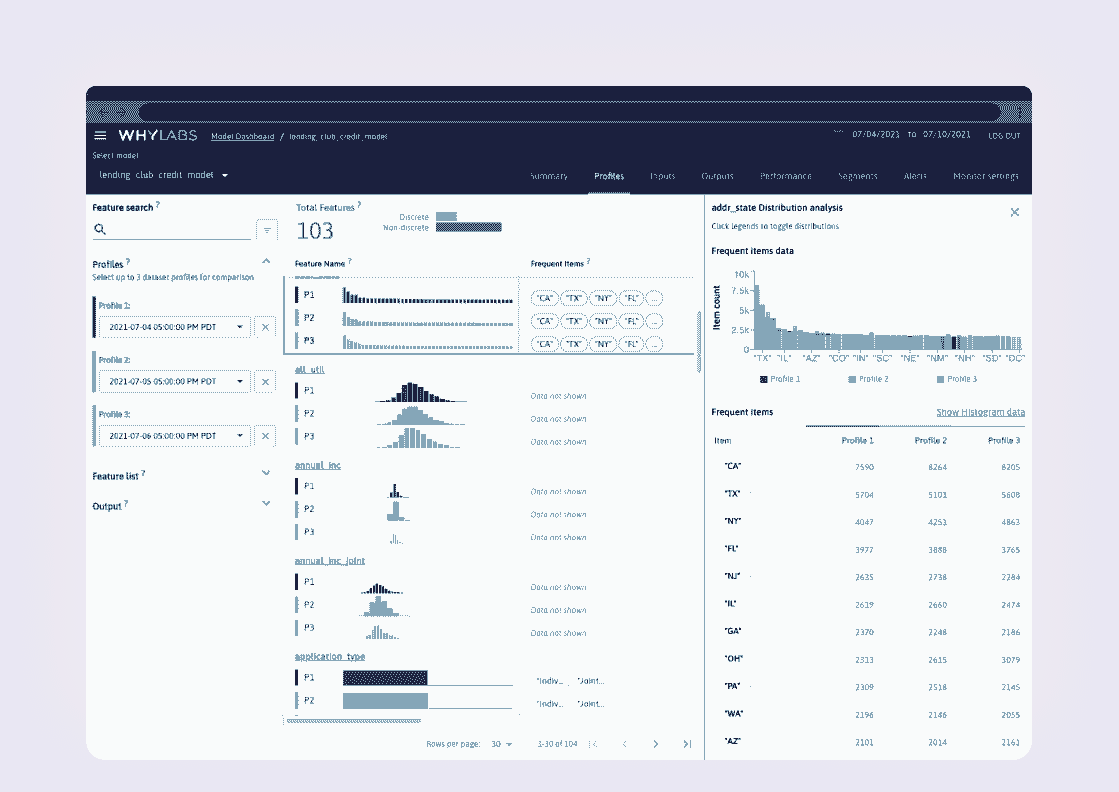 WHYLABS
Model Dashboard / lending_club_credit_model
07/04/2021 to 07/10/2021
LOG OUT
Select model
lending_club_credit_model
Summary
Profiles
Inputs
Outputs
Performance
Segments
Alerts
Monitor settings
Feature search ?
Profiles ?
Select up to 3 dataset profiles for comparison
Profile 1:
2021-07-04 05:00:00 PM PDT
Profile 2:
2021-07-05 05:00:00 PM PDT
Profile 3:
2021-07-06 05:00:00 PM PDT
Feature list ?
Output ?
Total Features ?
103
Discrete
Non-discrete
Feature Name ?
Frequent Items ?
P1 "CA" "TX" "NY" "FL" ...
P2 "CA" "TX" "NY" "FL" ...
P3 "CA" "TX" "NY" "FL" ...
all_util
P1 Data not shown
P2 Data not shown
P3 Data not shown
annual_inc
P1 Data not shown
P2 Data not shown
P3 Data not shown
annual_inc_joint
P1 Data not shown
P2 Data not shown
P3 Data not shown
application_type
P1 "Indiv... "Joint...
P2 "Indiv... "Joint...
Rows per page: 30
1-30 of 104
addr_state Distribution analysis
Click legends to toggle distributions
Frequent items data
Item count
10k
7.5k
5k
2.5k
0
"TX" "IL" "AZ" "CO" "IN" "SC" "NE" "NM" "NH" "SD" "DC"
Profile 1
Profile 2
Profile 3
Frequent items
Show Histogram data
Item Profile 1 Profile 2 Profile 3
"CA" 7590 8264 8205
"TX" 5704 5101 5608
"NY" 4047 4253 4863
"FL" 3977 3888 3765
"NJ" 2635 2738 2284
"IL" 2619 2660 2474
"GA" 2370 2248 2186
"OH" 2313 2615 3079
"PA" 2309 2518 2145
"WA" 2196 2186 2055
"AZ" 2101 2014 2161